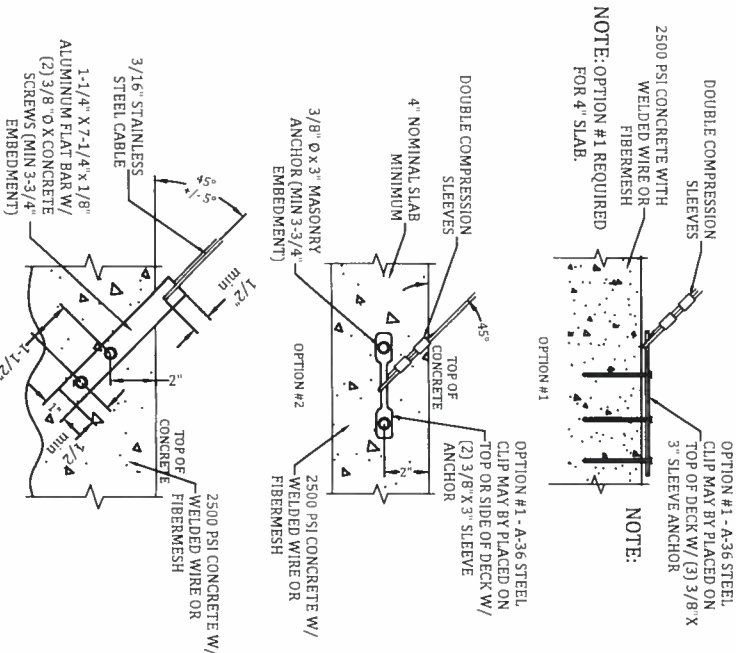 DOUBLE COMPRESSION
SLEEVES
2500 PSI CONCRETE WITH
WELDED WIRE OR
FIBERMESH
NOTE: OPTION #1 REQUIRED
FOR 4" SLAB.
OPTION #1
OPTION #1 - A-36 STEEL
CLIP MAY BY PLACED ON
TOP OF DECK W/ (3) 3/8" X
3" SLEEVE ANCHOR
NOTE:
DOUBLE COMPRESSION
SLEEVES
4" NOMINAL SLAB
MINIMUM
3/8" Ø x 3" MASONRY
ANCHOR (MIN 3-3/4"
EMBEDMENT)
45°
TOP OF
CONCRETE
2"
OPTION #2
OPTION #1 - A-36 STEEL
CLIP MAY BY PLACED ON
TOP OR SIDE OF DECK W/
(2) 3/8"X 3" SLEEVE
ANCHOR
2500 PSI CONCRETE W/
WELDED WIRE OR
FIBERMESH
3/16" STAINLESS
STEEL CABLE
1-1/4" X 7-1/4" x 1/8"
ALUMINUM FLAT BAR W/
(2) 3/8 "Ø X CONCRETE
SCREWS (MIN 3-3/4"
EMBEDMENT)
45°
+/- 5°
1/2"
min
2"
1-1/2"
1"
1/2
min
TOP OF
CONCRETE
2500 PSI CONCRETE W/
WELDED WIRE OR
FIBERMESH